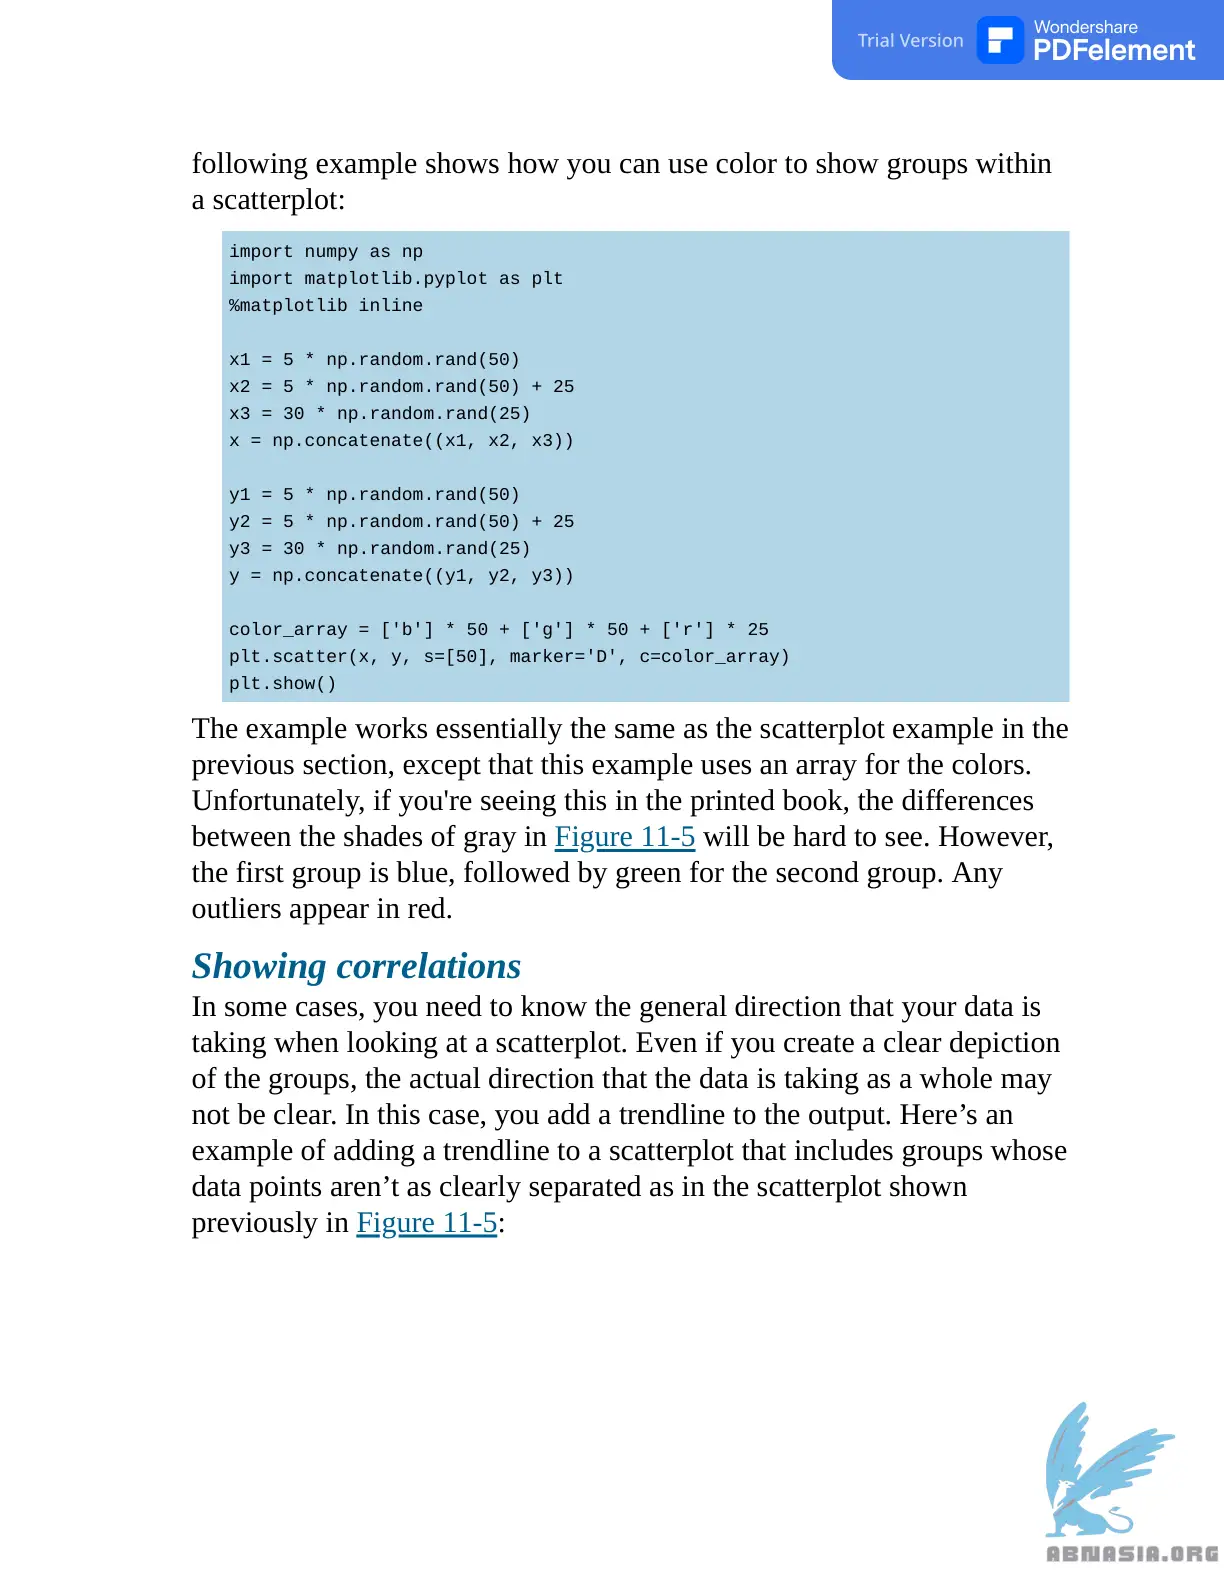 Trial Version
Wondershare
PDFelement
following example shows how you can use color to show groups within
a scatterplot:
import numpy as np
import matplotlib.pyplot as plt
%matplotlib inline
x1 = 5 * np.random.rand(50)
x2 = 5 * np.random.rand(50) + 25
x3 = 30 * np.random.rand(25)
x = np.concatenate((x1, x2, x3))
y1 = 5 * np.random.rand(50)
y2 = 5 * np.random.rand(50) + 25
y3 = 30 * np.random.rand(25)
y = np.concatenate((y1, y2, y3))
color_array = ['b'] * 50 + ['g'] * 50 + ['r'] * 25
plt.scatter(x, y, s=[50], marker='D', c=color_array)
plt.show()
The example works essentially the same as the scatterplot example in the
previous section, except that this example uses an array for the colors.
Unfortunately, if you're seeing this in the printed book, the differences
between the shades of gray in Figure 11-5 will be hard to see. However,
the first group is blue, followed by green for the second group. Any
outliers appear in red.
Showing correlations
In some cases, you need to know the general direction that your data is
taking when looking at a scatterplot. Even if you create a clear depiction
of the groups, the actual direction that the data is taking as a whole may
not be clear. In this case, you add a trendline to the output. Here’s an
example of adding a trendline to a scatterplot that includes groups whose
data points aren’t as clearly separated as in the scatterplot shown
previously in Figure 11-5:
ABNASIA.ORG